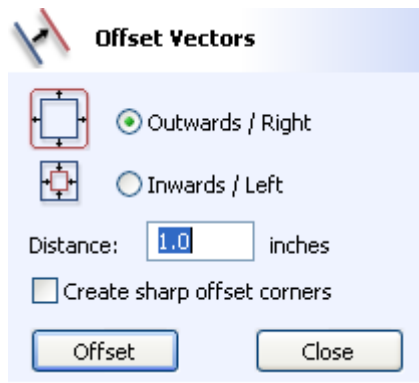 Offset Vectors
Outwards / Right
Inwards / Left
Distance: 1.0 inches
Create sharp offset corners
Offset Close